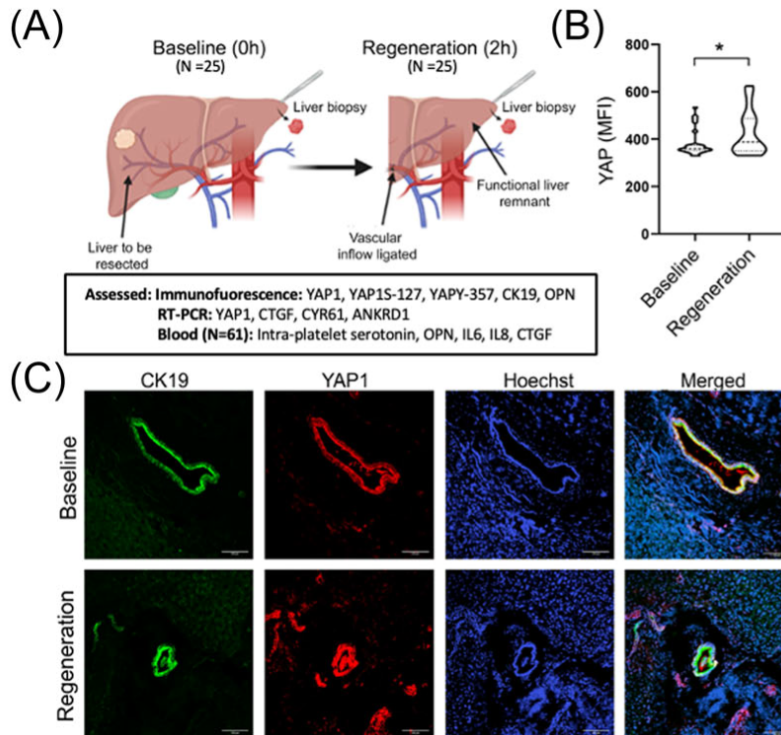 (A)
Baseline (0h)
(N =25)
Regeneration (2h)
(N =25)
Liver biopsy
Liver biopsy
Functional liver
remnant
Liver to be
resected
Vascular
inflow ligated
Assessed: Immunofuorescence: YAP1, YAP1S-127, YAPY-357, CK19, OPN
RT-PCR: YAP1, CTGF, CYR61, ANKRD1
Blood (N=61): Intra-platelet serotonin, OPN, IL6, IL8, CTGF
(B)
*
YAP (MFI)
800
600
400
200
0
Baseline
Regeneration
(C)
CK19
YAP1
Hoechst
Merged
Baseline
Regeneration